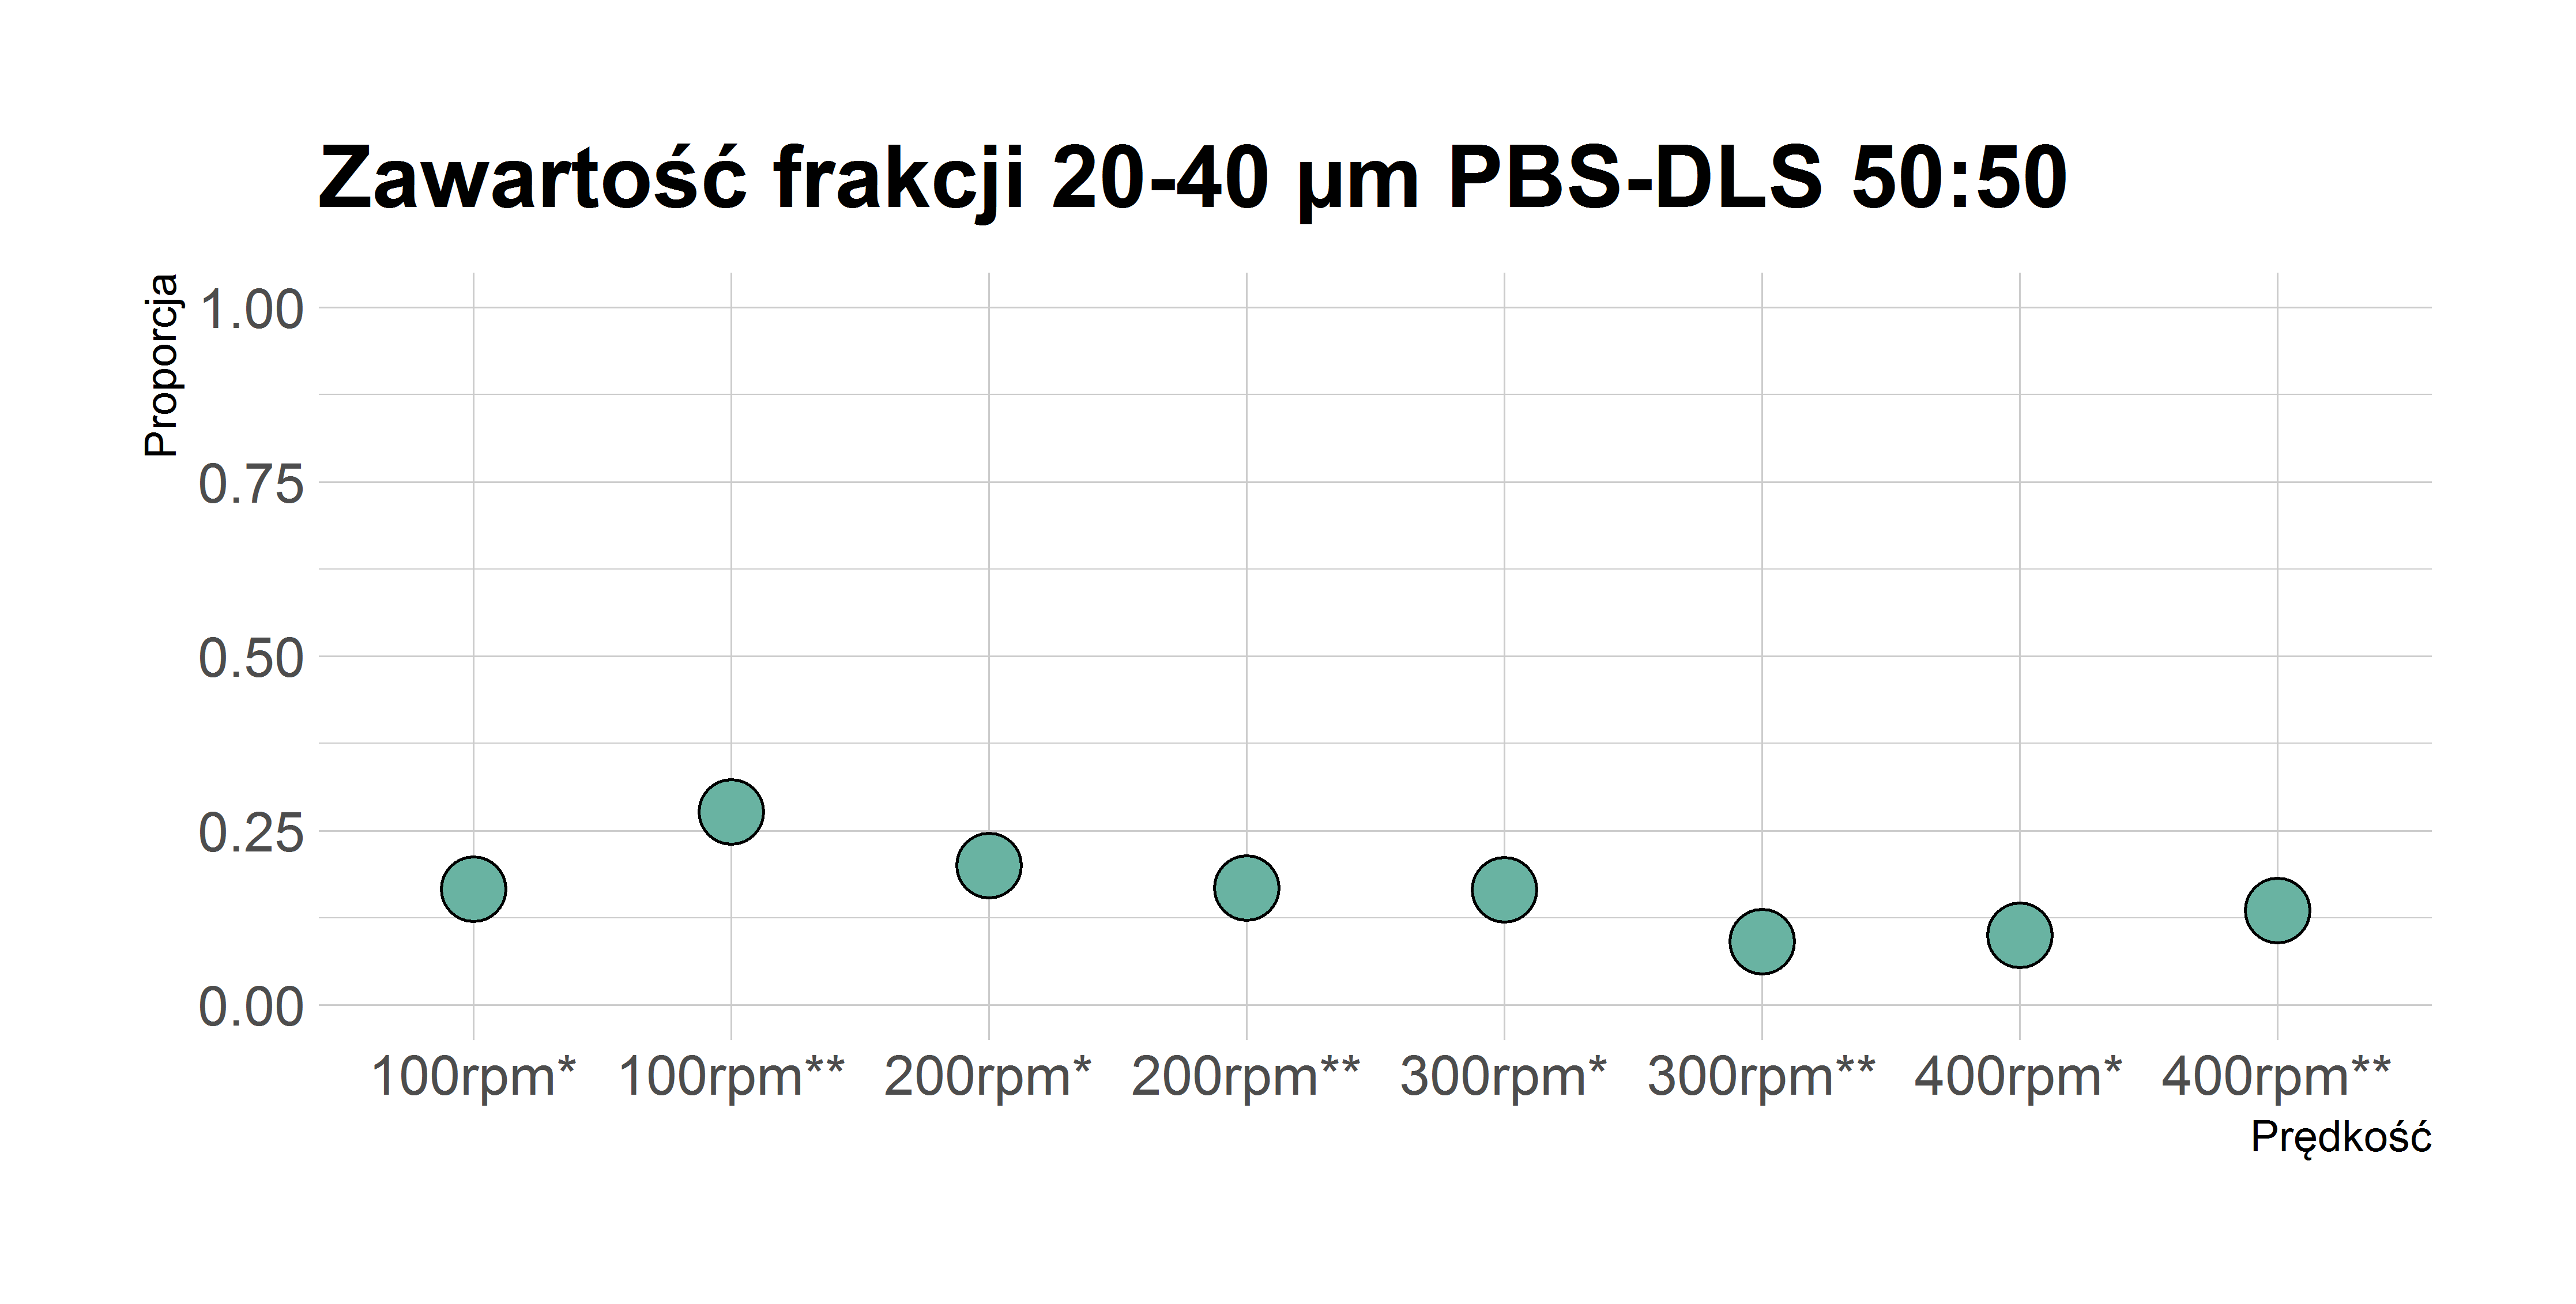 Zawartość frakcji 20-40 µm PBS-DLS 50:50
Proporcja
1.00
0.75
0.50
0.25
0.00
100rpm* 100rpm** 200rpm* 200rpm** 300rpm* 300rpm** 400rpm* 400rpm**
Prędkość